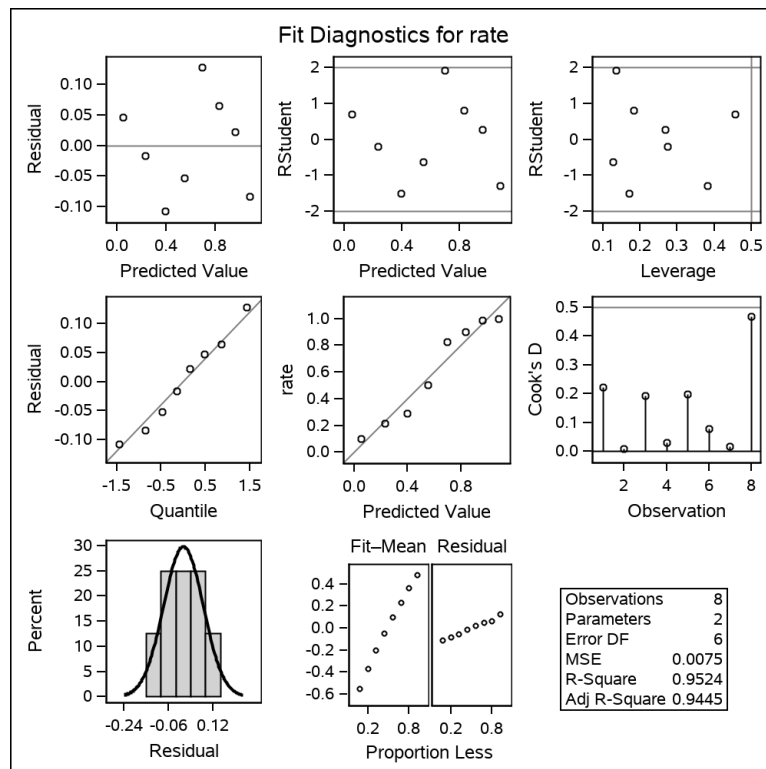 Fit Diagnostics for rate
0.10
0.05
0.00
-0.05
-0.10
Residual
0.0 0.4 0.8
Predicted Value
2
1
0
-1
-2
RStudent
0.0 0.4 0.8
Predicted Value
2
1
0
-1
-2
RStudent
0.1 0.2 0.3 0.4 0.5
Leverage
0.10
0.05
0.00
-0.05
-0.10
Residual
-1.5 -0.5 0.5 1.5
Quantile
1.0
0.8
0.6
0.4
0.2
0.0
rate
0.0 0.4 0.8
Predicted Value
0.5
0.4
0.3
0.2
0.1
0.0
Cook's D
2 4 6 8
Observation
30
25
20
15
10
5
0
Percent
-0.24 -0.06 0.12
Residual
Fit–Mean Residual
0.4
0.2
0.0
-0.2
-0.4
-0.6
0.2 0.8 0.2 0.8
Proportion Less
Observations 8
Parameters 2
Error DF 6
MSE 0.0075
R-Square 0.9524
Adj R-Square 0.9445